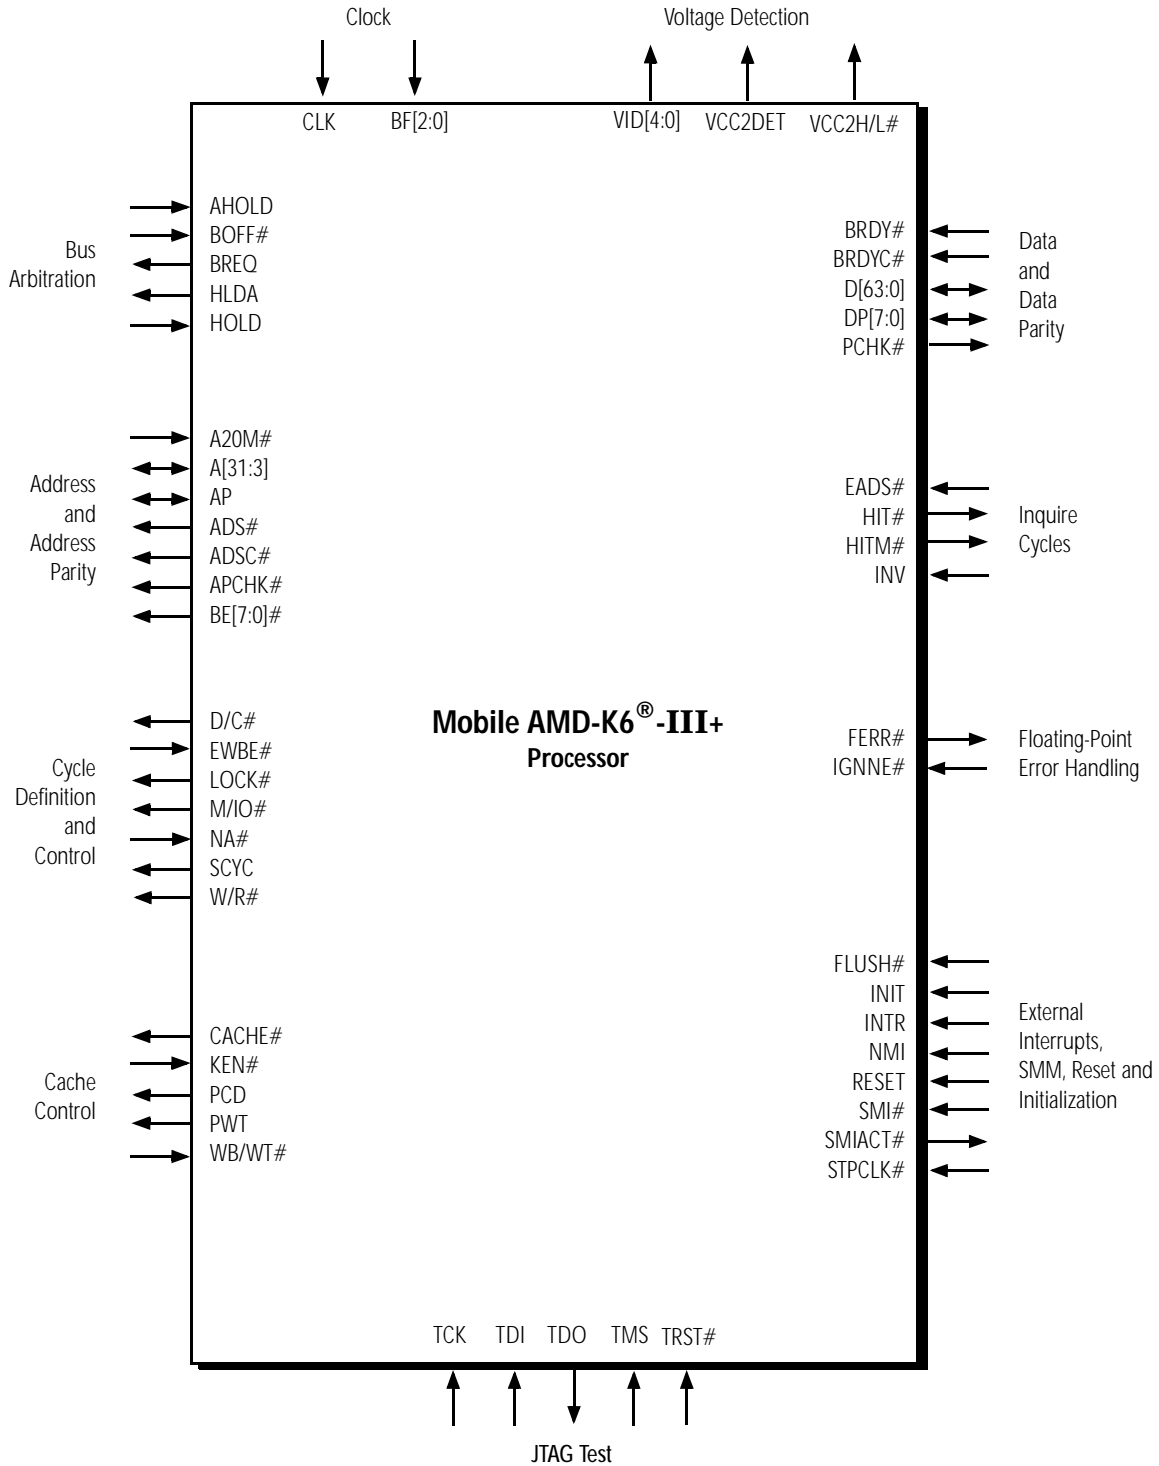 Clock
Voltage Detection
CLK
BF[2:0]
VID[4:0]
VCC2DET
VCC2H/L#
Bus
Arbitration
AHOLD
BOFF#
BREQ
HLDA
HOLD
BRDY#
BRDYC#
D[63:0]
DP[7:0]
PCHK#
Data
and
Data
Parity
Address
and
Address
Parity
A20M#
A[31:3]
AP
ADS#
ADSC#
APCHK#
BE[7:0]#
EADS#
HIT#
HITM#
INV
Inquire
Cycles
Cycle
Definition
and
Control
D/C#
EWBE#
LOCK#
M/IO#
NA#
SCYC
W/R#
Mobile AMD-K6®-III+
Processor
FERR#
IGNNE#
Floating-Point
Error Handling
Cache
Control
CACHE#
KEN#
PCD
PWT
WB/WT#
FLUSH#
INIT
INTR
NMI
RESET
SMI#
SMIACT#
STPCLK#
External
Interrupts,
SMM, Reset and
Initialization
TCK
TDI
TDO
TMS
TRST#
JTAG Test